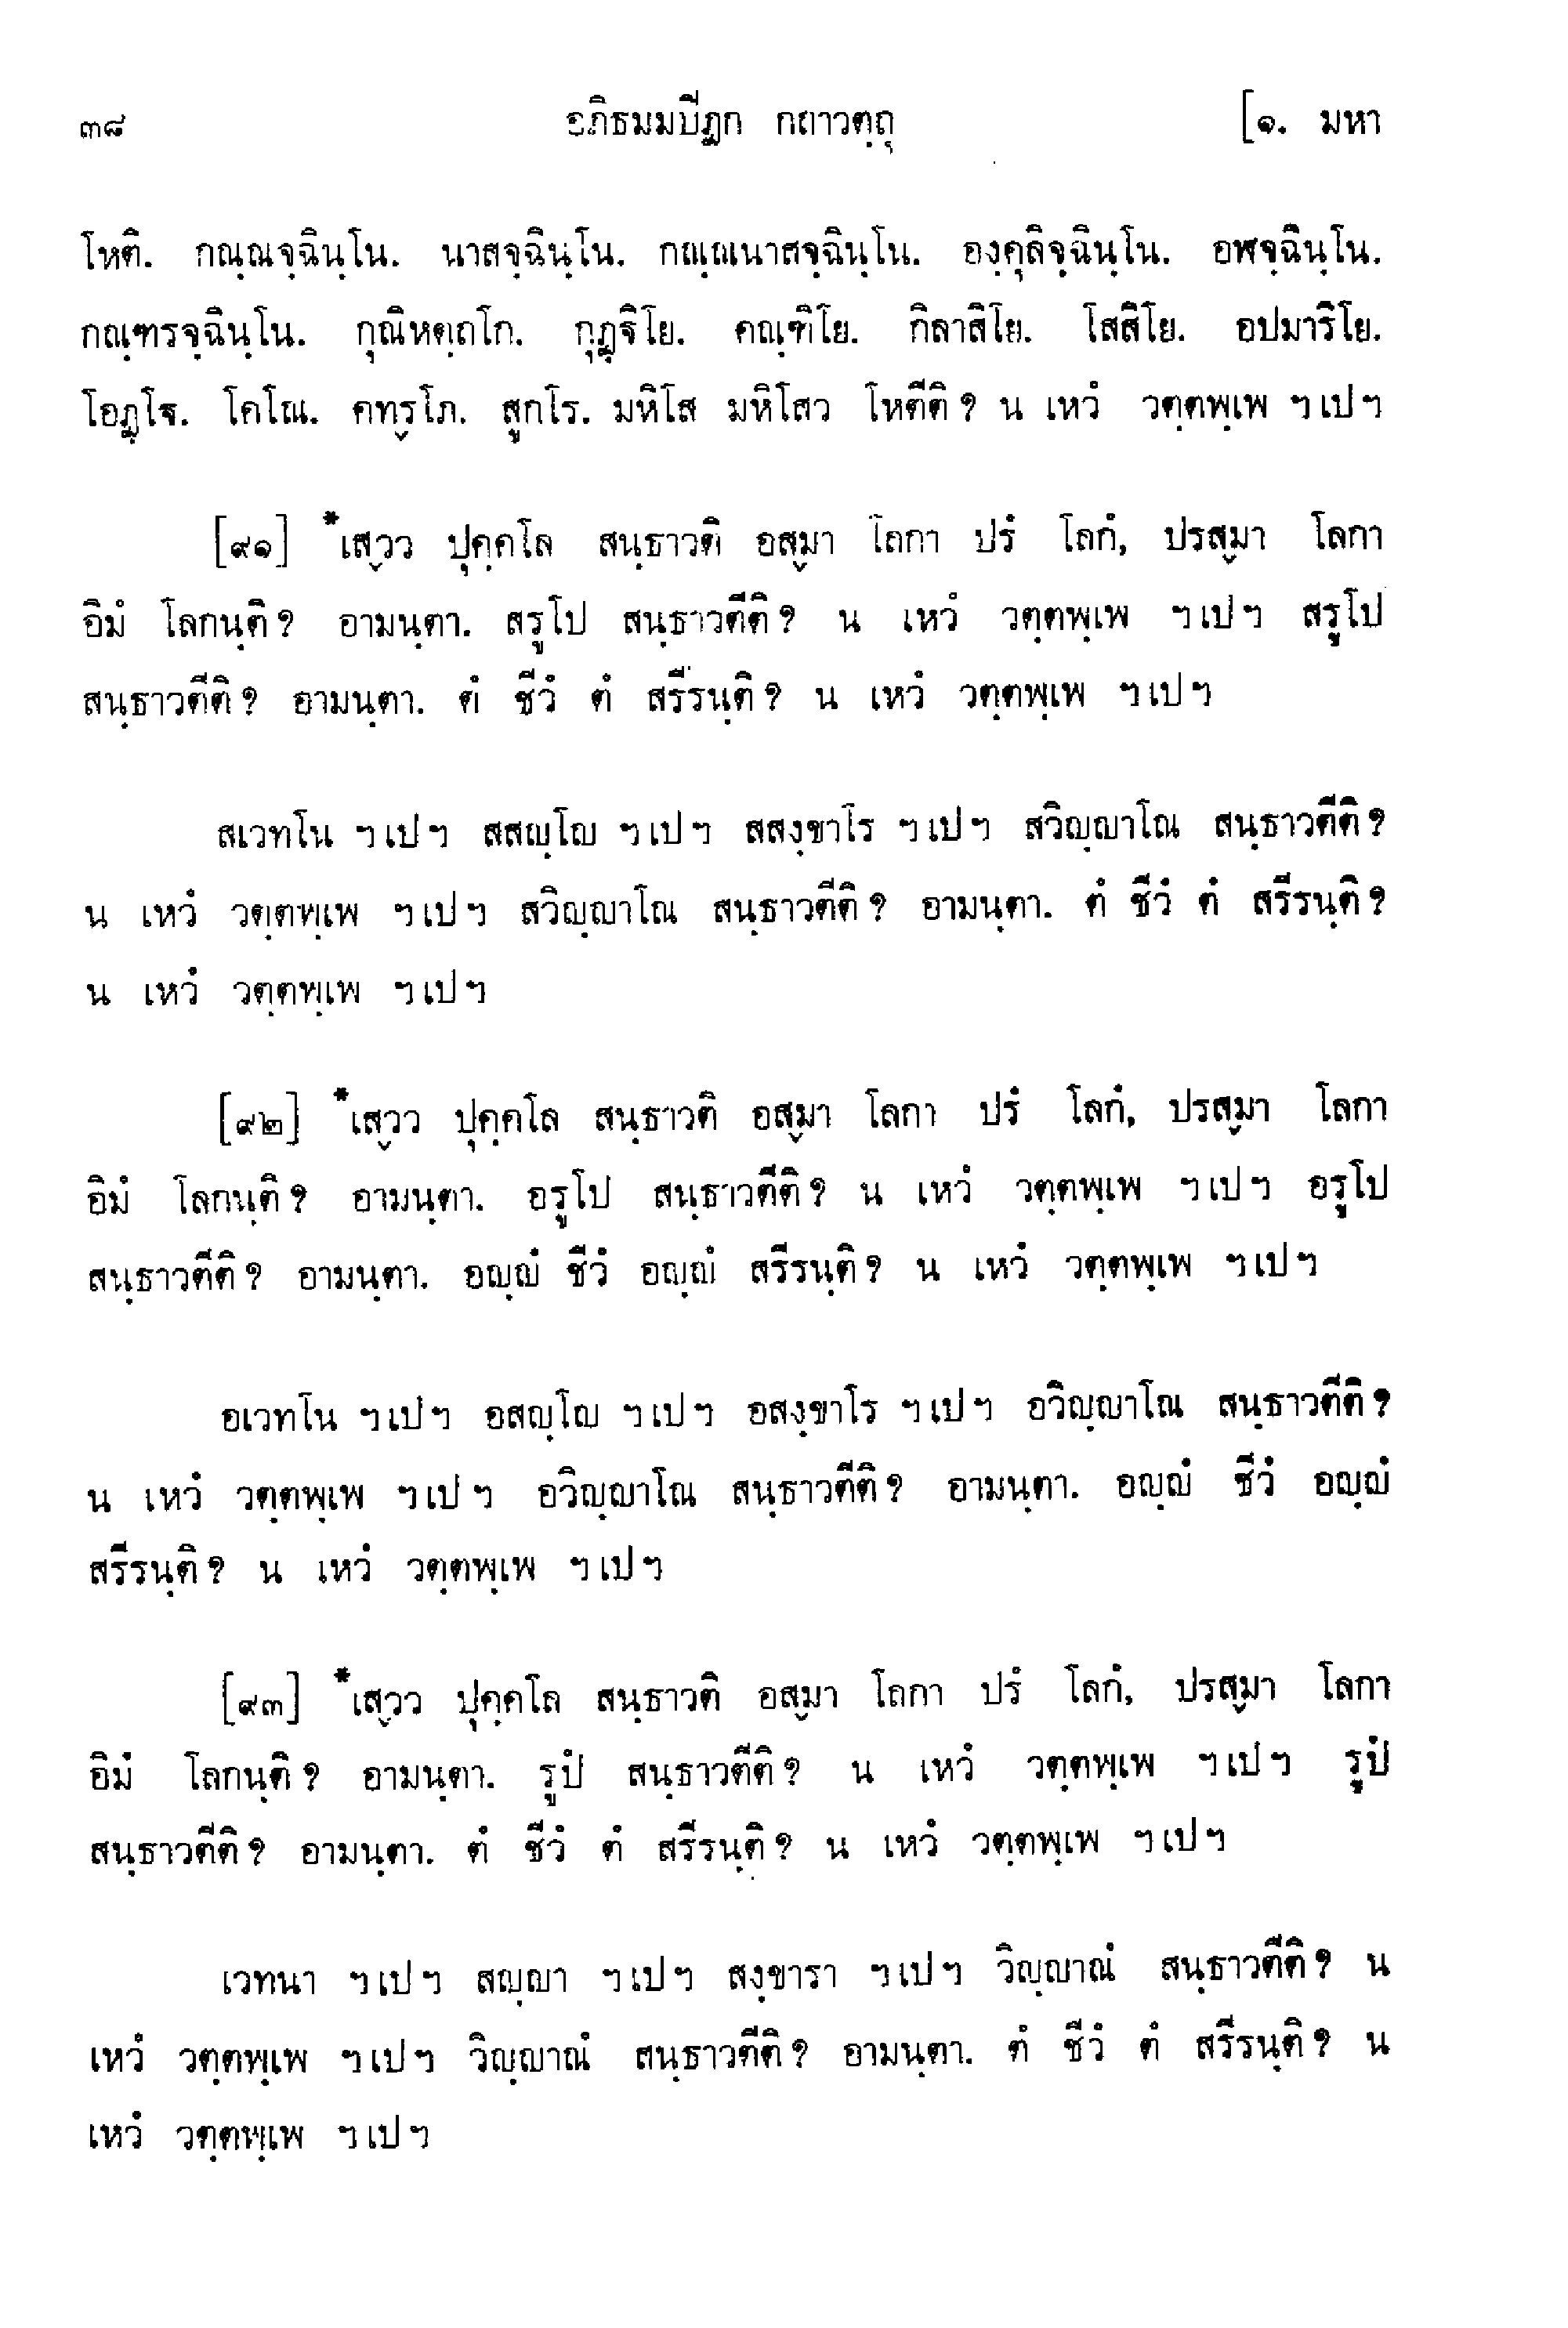 ๓๘ อภิธมมปีฏก กถาวตฺถุ [๑. มหา
โหติ. กณฺณจฺฉินฺโน. นาสจฺฉินฺโน. กณฺณนาสจฺฉินฺโน. องฺคุลิจฺฉินฺโน. อฬจฺฉินฺโน.
กณฺฑรจฺฉินฺโน. กุณิหตฺถโก. กุฏฺฐิโย. คณฺฑิโย. กิลาสิโย. โสสิโย. อปมาริโย.
โอฏฺโฐ. โคโณ. คทฺรโภ. สูกโร. มหิโส มหิโสว โหตีติ ? น เหวํ วตฺตพฺเพ ฯ เป ฯ
[๙๑] *เสฺวว ปุคฺคโล สนฺธาวติ อสฺมา โลกา ปรํ โลกํ, ปรสฺมา โลกา
อิมํ โลกนฺติ ? อามนฺตา. สรูโป สนฺธาวตีติ ? น เหวํ วตฺตพฺเพ ฯ เป ฯ สรูโป
สนฺธาวตีติ ? อามนฺตา. ตํ ชีวํ ตํ สรีรนฺติ ? น เหวํ วตฺตพฺเพ ฯ เป ฯ
สเวทโน ฯ เป ฯ สสญฺโญ ฯ เป ฯ สสงฺขาโร ฯ เป ฯ สวิญฺญาโณ สนฺธาวตีติ ?
น เหวํ วตฺตพฺเพ ฯ เป ฯ สวิญฺญาโณ สนฺธาวตีติ ? อามนฺตา. ตํ ชีวํ ตํ สรีรนฺติ ?
น เหวํ วตฺตพฺเพ ฯ เป ฯ
[๙๒] *เสฺวว ปุคฺคโล สนฺธาวติ อสฺมา โลกา ปรํ โลกํ, ปรสฺมา โลกา
อิมํ โลกนฺติ ? อามนฺตา. อรูโป สนฺธาวตีติ ? น เหวํ วตฺตพฺเพ ฯ เป ฯ อรูโป
สนฺธาวตีติ ? อามนฺตา. อญฺญํ ชีวํ อญฺญํ สรีรนฺติ ? น เหวํ วตฺตพฺเพ ฯ เป ฯ
อเวทโน ฯ เป ฯ อสญฺโญ ฯ เป ฯ อสงฺขาโร ฯ เป ฯ อวิญฺญาโณ สนฺธาวตีติ ?
น เหวํ วตฺตพฺเพ ฯ เป ฯ อวิญฺญาโณ สนฺธาวตีติ ? อามนฺตา. อญฺญํ ชีวํ อญฺญํ
สรีรนฺติ ? น เหวํ วตฺตพฺเพ ฯ เป ฯ
[๙๓] *เสฺวว ปุคฺคโล สนฺธาวติ อสฺมา โลกา ปรํ โลกํ, ปรสฺมา โลกา
อิมํ โลกนฺติ ? อามนฺตา. รูปํ สนฺธาวตีติ ? น เหวํ วตฺตพฺเพ ฯ เป ฯ รูปํ
สนฺธาวตีติ ? อามนฺตา. ตํ ชีวํ ตํ สรีรนฺติ ? น เหวํ วตฺตพฺเพ ฯ เป ฯ
เวทนา ฯ เป ฯ สญฺญา ฯ เป ฯ สงฺขารา ฯ เป ฯ วิญฺญาณํ สนฺธาวตีติ ? น
เหวํ วตฺตพฺเพ ฯ เป ฯ วิญฺญาณํ สนฺธาวตีติ ? อามนฺตา. ตํ ชีวํ ตํ สรีรนฺติ ? น
เหวํ วตฺตพฺเพ ฯ เป ฯ